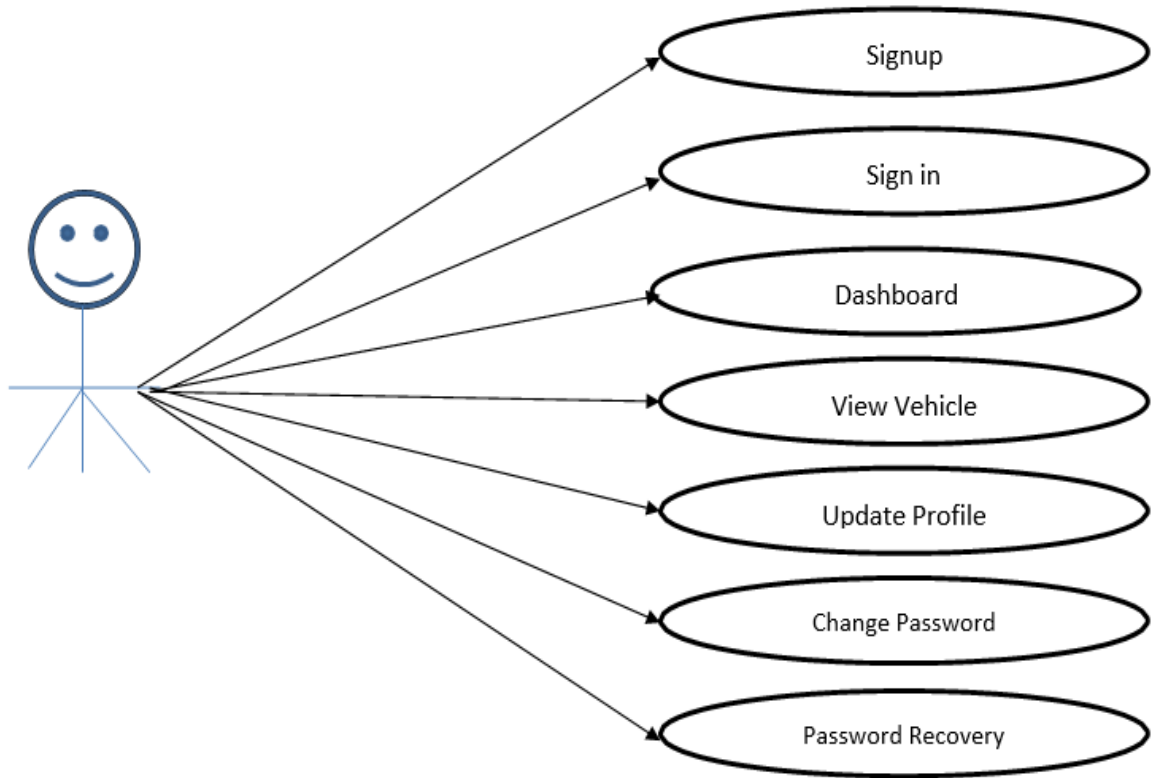 Signup
Sign in
Dashboard
View Vehicle
Update Profile
Change Password
Password Recovery